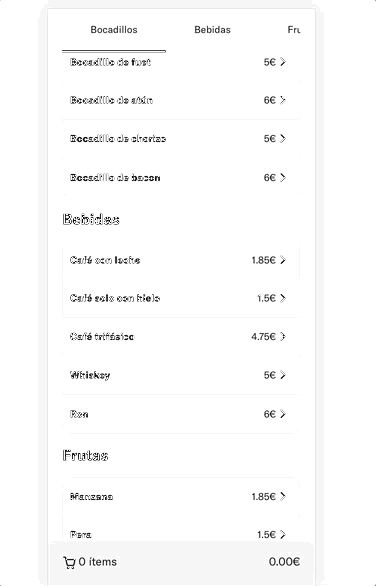 Bocadillos Bebidas Fru
Bocadillo de fuet 5€
Bocadillo de atún 6€
Bocadillo de chorizo 5€
Bocadillo de bacon 6€
Bebidas
Café con leche 1.85€
Café solo con hielo 1.5€
Café trifásico 4.75€
Whiskey 5€
Ron 6€
Frutas
Manzana 1.85€
Pera 1.5€
0 ítems 0.00€